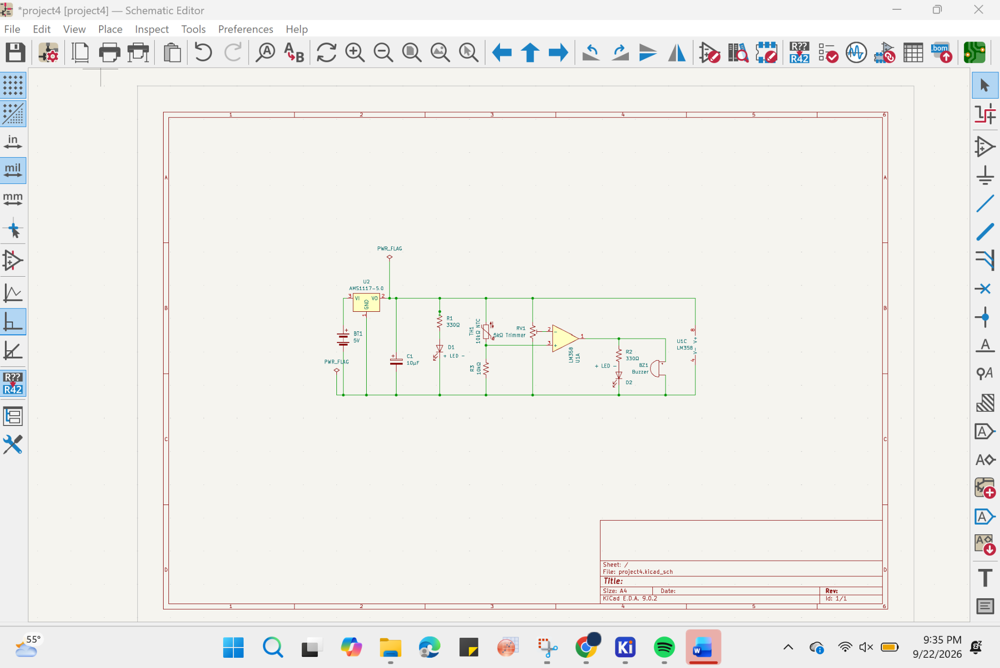 *project4 [project4] — Schematic Editor
File Edit View Place Inspect Tools Preferences Help
A A B A R?? R42 .bom
in
mil
mm
R??
R42
A
A
A
A
A
A
T
1 2 3 4 5 6
A A
B B
C C
D D
1 2 3 4 5 6
PWR_FLAG
U2
AMS1117-5.0
3 VI VO 2
GND
1
+
BT1
5V
PWR_FLAG
+
C1
10µF
R1
330Ω
D1
+ LED -
TH1
10kΩ NTC
R3
10kΩ
RV1
5kΩ Trimmer
2 -
3 +
1
LM358
U1A
R2
330Ω
+ LED -
D2
BZ1
Buzzer
+
U1C
LM358
8 V+
4 V-
Sheet: /
File: project4.kicad_sch
Title:
Size: A4 Date: Rev:
KiCad E.D.A. 9.0.2 Id: 1/1
55°
Ki
W
9:35 PM
9/22/2026